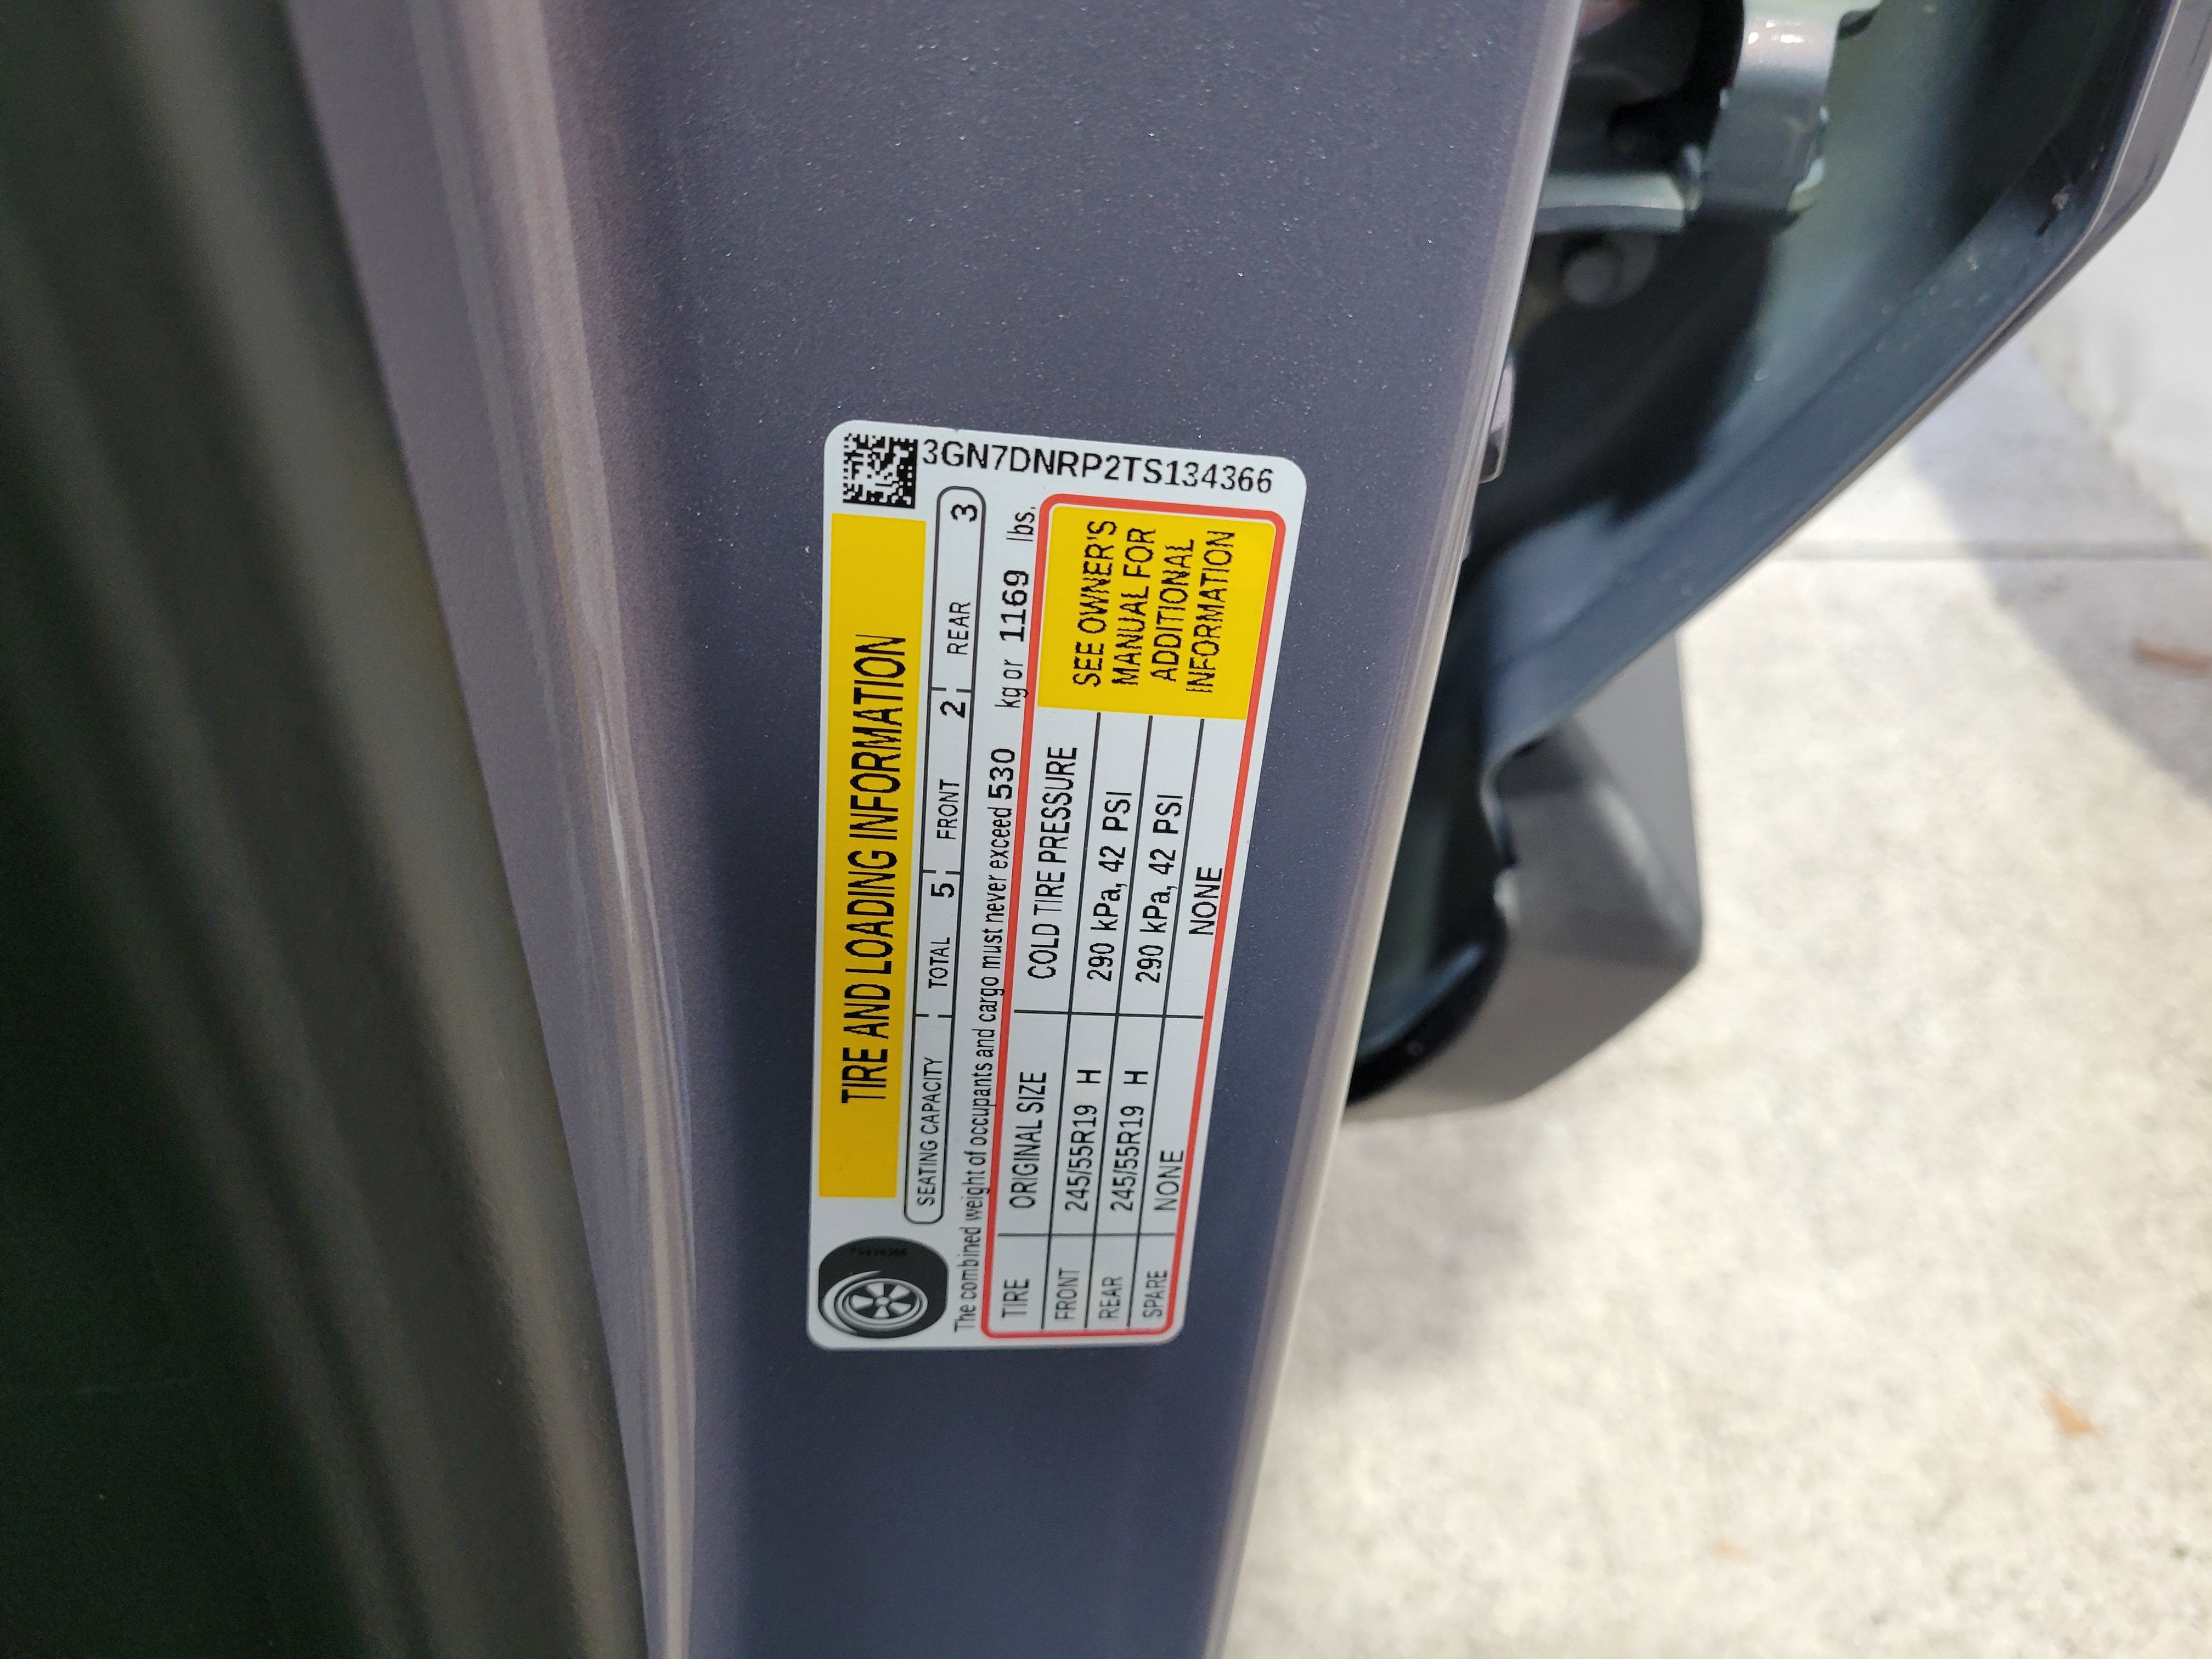 3GN7DNRP2TS134366
TIRE AND LOADING INFORMATION
SEATING CAPACITY TOTAL 5 FRONT 2 REAR 3
The combined weight of occupants and cargo must never exceed 530 kg or 1169 lbs.
TIRE ORIGINAL SIZE COLD TIRE PRESSURE
FRONT 245/55R19 H 290 kPa, 42 PSI
REAR 245/55R19 H 290 kPa, 42 PSI
SPARE NONE NONE
SEE OWNER'S
MANUAL FOR
ADDITIONAL
INFORMATION